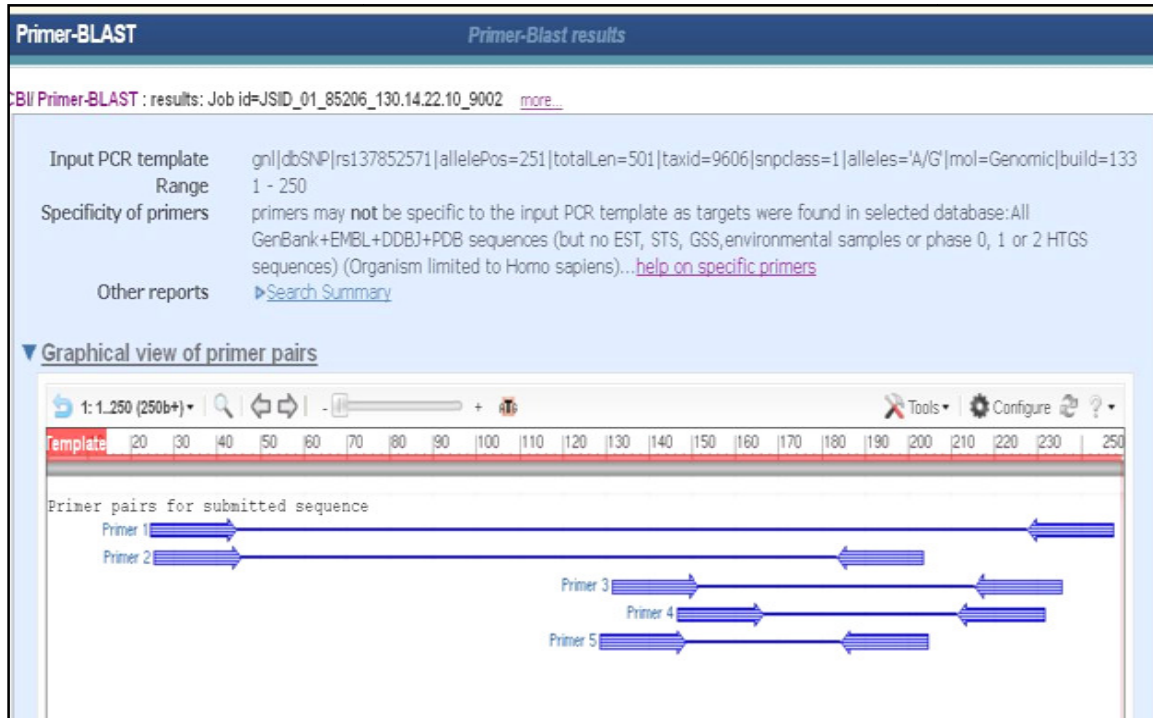 Primer-BLAST Primer-Blast results
CBI/ Primer-BLAST : results: Job id=JSID_01_85206_130.14.22.10_9002 more...
Input PCR template gnl|dbSNP|rs137852571|allelePos=251|totalLen=501|taxid=9606|snpclass=1|alleles='A/G'|mol=Genomic|build=133
Range 1 - 250
Specificity of primers primers may not be specific to the input PCR template as targets were found in selected database:All
GenBank+EMBL+DDBJ+PDB sequences (but no EST, STS, GSS,environmental samples or phase 0, 1 or 2 HTGS
sequences) (Organism limited to Homo sapiens)...help on specific primers
Other reports Search Summary
Graphical view of primer pairs
1: 1..250 (250b+) - + ATG Tools Configure ?
Template 20 30 40 50 60 70 80 90 100 110 120 130 140 150 160 170 180 190 200 210 220 230 250
Primer pairs for submitted sequence
Primer 1
Primer 2
Primer 3
Primer 4
Primer 5